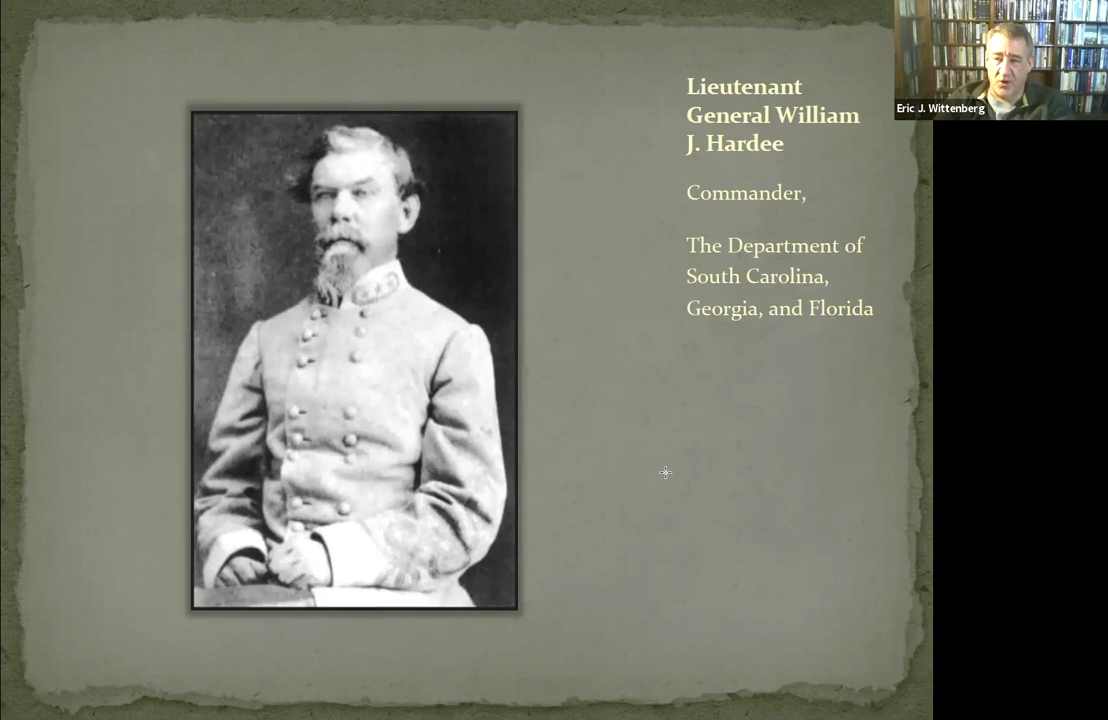 Lieutenant
General William
J. Hardee
Commander,
The Department of
South Carolina,
Georgia, and Florida
Eric J. Wittenberg